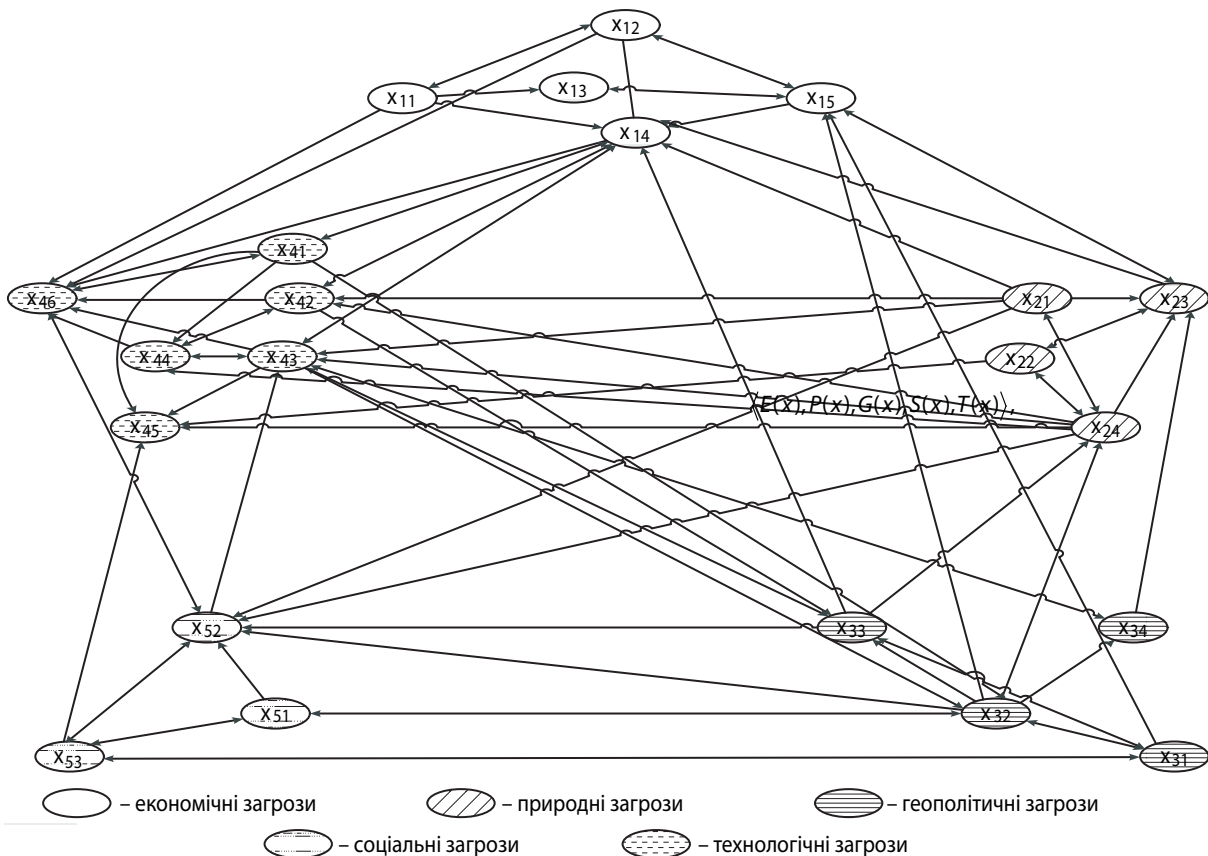 x12
x13
x11
x15
x14
x41
x46
x42
x21
x23
x44
x43
x22
⟨E(x), P(x), G(x), S(x), T(x)⟩,
x45
x24
x52
x33
x34
x51
x32
x53
x31
– економічні загрози
– природні загрози
– геополітичні загрози
– соціальні загрози
– технологічні загрози